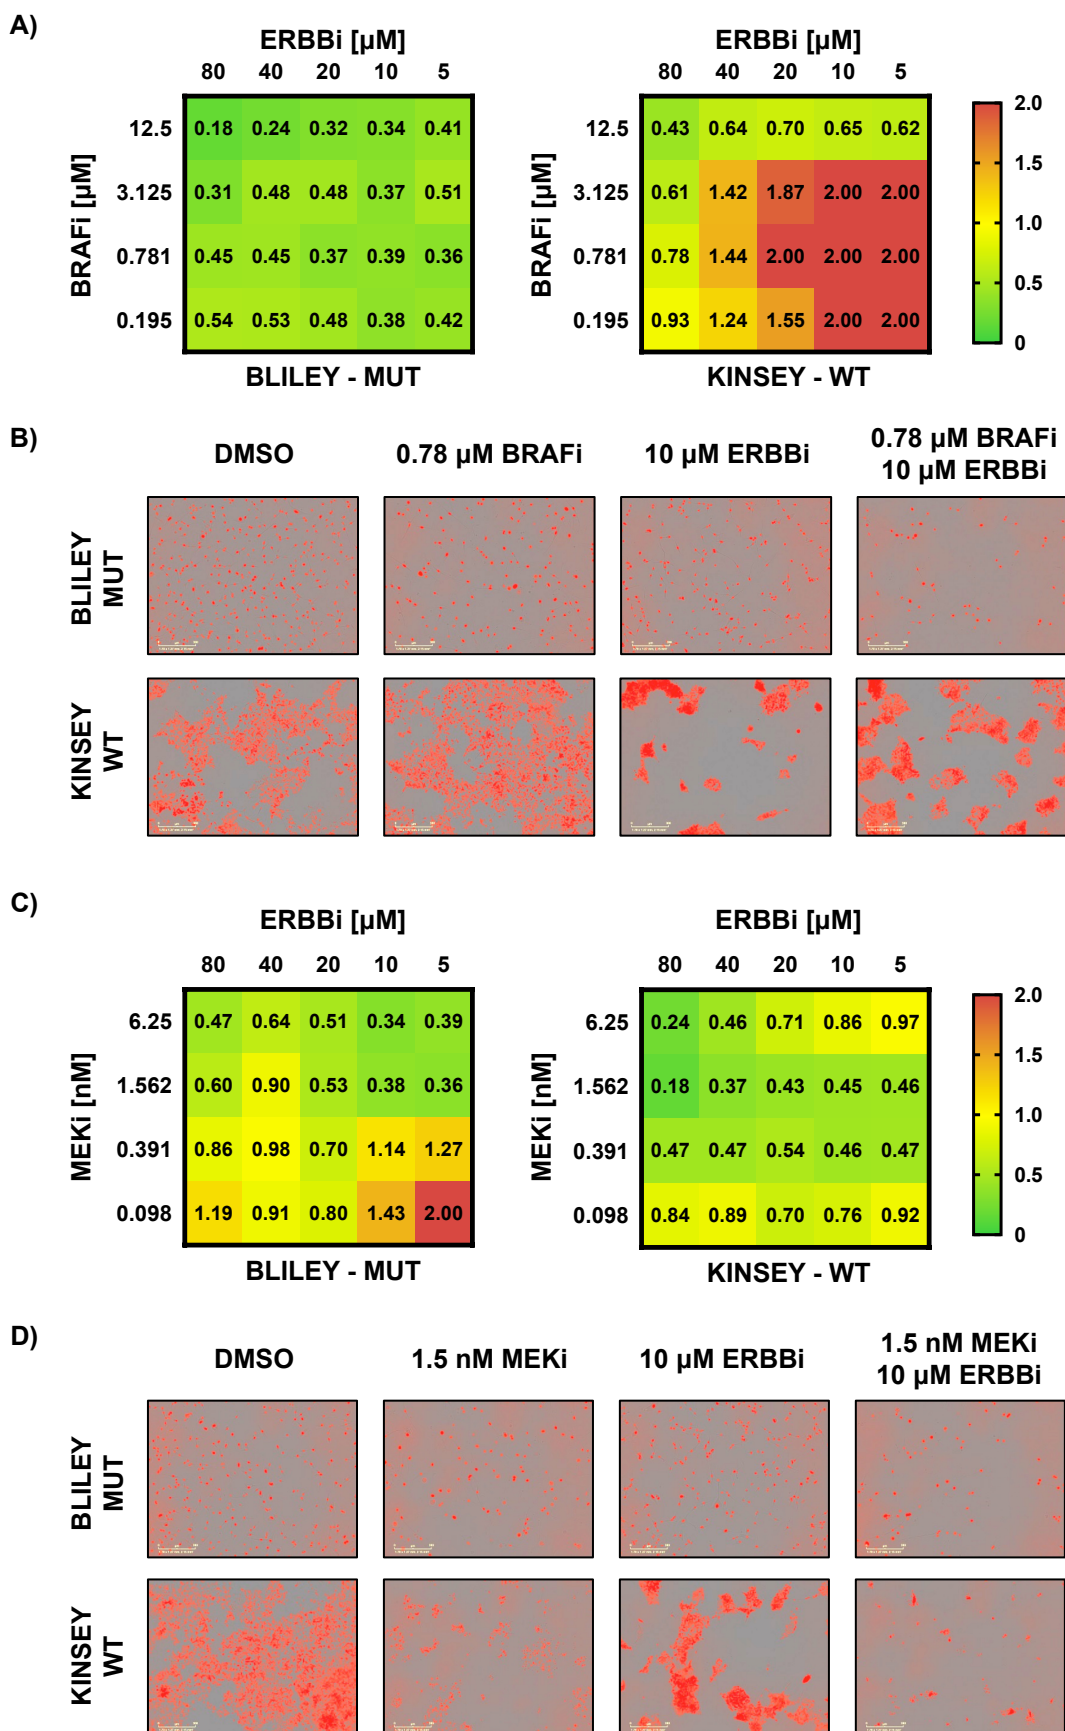 A)
ERBBi [µM]
80 40 20 10 5
BRAFi [µM]
12.5 0.18 0.24 0.32 0.34 0.41
3.125 0.31 0.48 0.48 0.37 0.51
0.781 0.45 0.45 0.37 0.39 0.36
0.195 0.54 0.53 0.48 0.38 0.42
BLILEY - MUT
ERBBi [µM]
80 40 20 10 5
BRAFi [µM]
12.5 0.43 0.64 0.70 0.65 0.62
3.125 0.61 1.42 1.87 2.00 2.00
0.781 0.78 1.44 2.00 2.00 2.00
0.195 0.93 1.24 1.55 2.00 2.00
KINSEY - WT
2.0
1.5
1.0
0.5
0
B)
DMSO
0.78 µM BRAFi
10 µM ERBBi
0.78 µM BRAFi
10 µM ERBBi
BLILEY
MUT
KINSEY
WT
C)
ERBBi [µM]
80 40 20 10 5
MEKi [nM]
6.25 0.47 0.64 0.51 0.34 0.39
1.562 0.60 0.90 0.53 0.38 0.36
0.391 0.86 0.98 0.70 1.14 1.27
0.098 1.19 0.91 0.80 1.43 2.00
BLILEY - MUT
ERBBi [µM]
80 40 20 10 5
MEKi [nM]
6.25 0.24 0.46 0.71 0.86 0.97
1.562 0.18 0.37 0.43 0.45 0.46
0.391 0.47 0.47 0.54 0.46 0.47
0.098 0.84 0.89 0.70 0.76 0.92
KINSEY - WT
2.0
1.5
1.0
0.5
0
D)
DMSO
1.5 nM MEKi
10 µM ERBBi
1.5 nM MEKi
10 µM ERBBi
BLILEY
MUT
KINSEY
WT